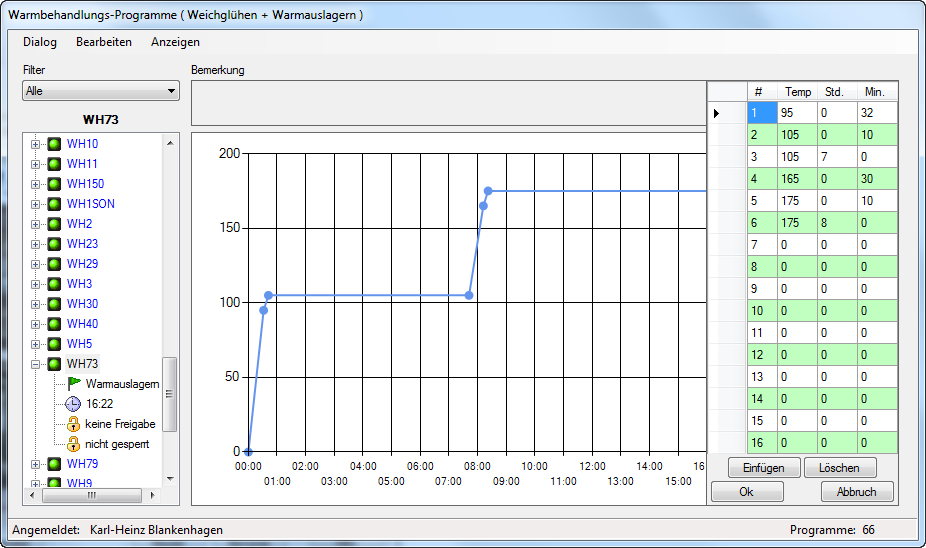 Warmbehandlungs-Programme ( Weichglühen + Warmauslagern )
Dialog Bearbeiten Anzeigen
Filter
Alle
WH73
WH10
WH11
WH150
WH1SON
WH2
WH23
WH29
WH3
WH30
WH40
WH5
WH73
Warmauslagern
16:22
keine Freigabe
nicht gesperrt
WH79
WH9
Bemerkung
200
150
100
50
0
00:00 02:00 04:00 06:00 08:00 10:00 12:00 14:00 16
01:00 03:00 05:00 07:00 09:00 11:00 13:00 15:00
# Temp Std. Min.
1 95 0 32
2 105 0 10
3 105 7 0
4 165 0 30
5 175 0 10
6 175 8 0
7 0 0 0
8 0 0 0
9 0 0 0
10 0 0 0
11 0 0 0
12 0 0 0
13 0 0 0
14 0 0 0
15 0 0 0
16 0 0 0
Einfügen Löschen
Ok Abbruch
Angemeldet: Karl-Heinz Blankenhagen Programme: 66